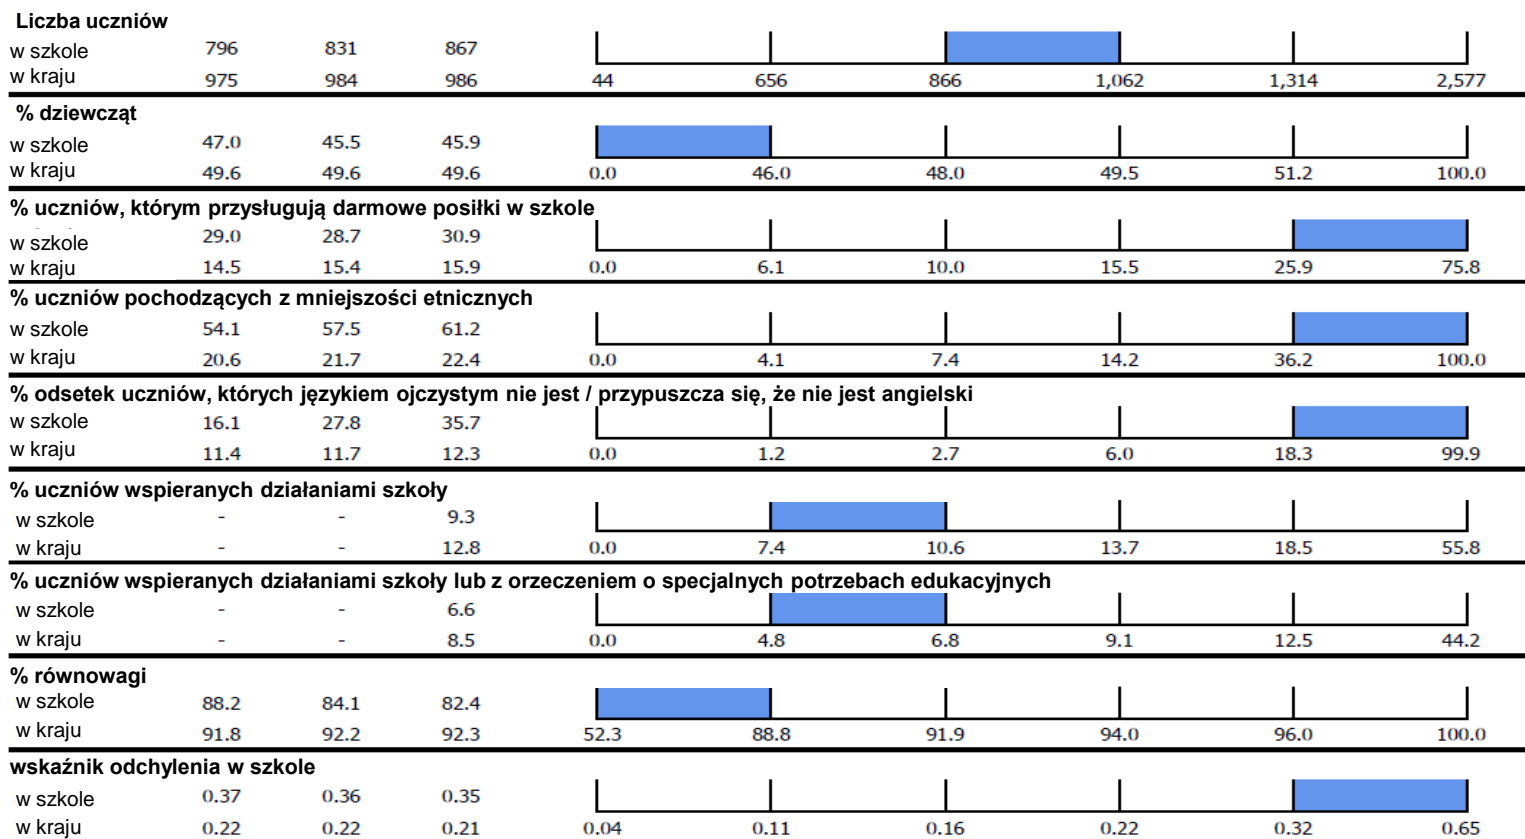 Liczba uczniów
w szkole 796 831 867
w kraju 975 984 986 44 656 866 1,062 1,314 2,577
% dziewcząt
w szkole 47.0 45.5 45.9
w kraju 49.6 49.6 49.6 0.0 46.0 48.0 49.5 51.2 100.0
% uczniów, którym przysługują darmowe posiłki w szkole
w szkole 29.0 28.7 30.9
w kraju 14.5 15.4 15.9 0.0 6.1 10.0 15.5 25.9 75.8
% uczniów pochodzących z mniejszości etnicznych
w szkole 54.1 57.5 61.2
w kraju 20.6 21.7 22.4 0.0 4.1 7.4 14.2 36.2 100.0
% odsetek uczniów, których językiem ojczystym nie jest / przypuszcza się, że nie jest angielski
w szkole 16.1 27.8 35.7
w kraju 11.4 11.7 12.3 0.0 1.2 2.7 6.0 18.3 99.9
% uczniów wspieranych działaniami szkoły
w szkole - - 9.3
w kraju - - 12.8 0.0 7.4 10.6 13.7 18.5 55.8
% uczniów wspieranych działaniami szkoły lub z orzeczeniem o specjalnych potrzebach edukacyjnych
w szkole - - 6.6
w kraju - - 8.5 0.0 4.8 6.8 9.1 12.5 44.2
% równowagi
w szkole 88.2 84.1 82.4
w kraju 91.8 92.2 92.3 52.3 88.8 91.9 94.0 96.0 100.0
wskaźnik odchylenia w szkole
w szkole 0.37 0.36 0.35
w kraju 0.22 0.22 0.21 0.04 0.11 0.16 0.22 0.32 0.65